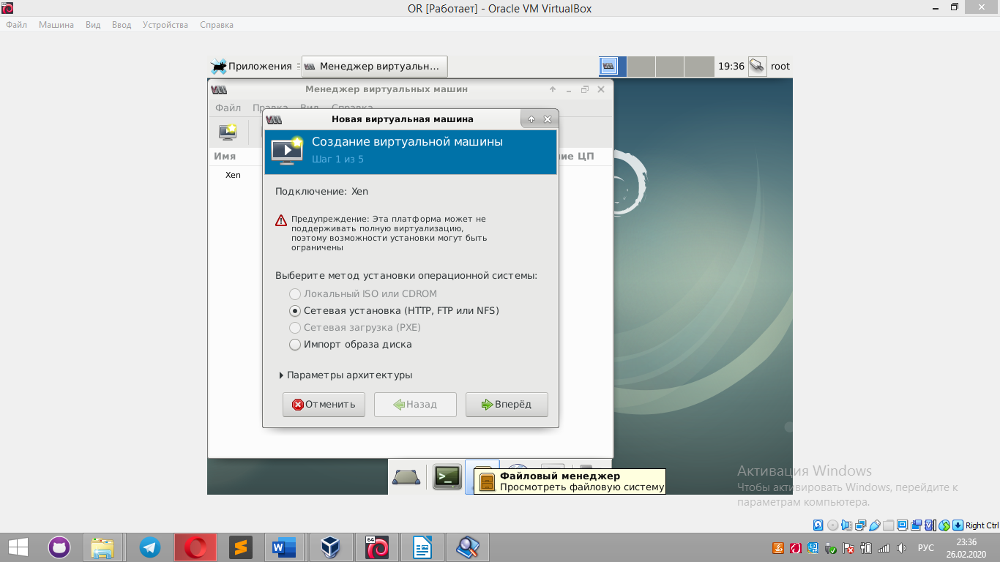 OR [Работает] - Oracle VM VirtualBox
Файл Машина Вид Ввод Устройства Справка
Приложения
Менеджер виртуальн...
19:36
root
Менеджер виртуальных машин
Файл Правка Вид Справка
Имя
ие ЦП
Xen
Новая виртуальная машина
Создание виртуальной машины
Шаг 1 из 5
Подключение: Xen
Предупреждение: Эта платформа может не
поддерживать полную виртуализацию,
поэтому возможности установки могут быть
ограничены
Выберите метод установки операционной системы:
Локальный ISO или CDROM
Сетевая установка (HTTP, FTP или NFS)
Сетевая загрузка (PXE)
Импорт образа диска
Параметры архитектуры
Отменить
Назад
Вперёд
Файловый менеджер
Просмотреть файловую систему
Активация Windows
Чтобы активировать Windows, перейдите к
параметрам компьютера.
Right Ctrl
64
РУС
23:36
26.02.2020